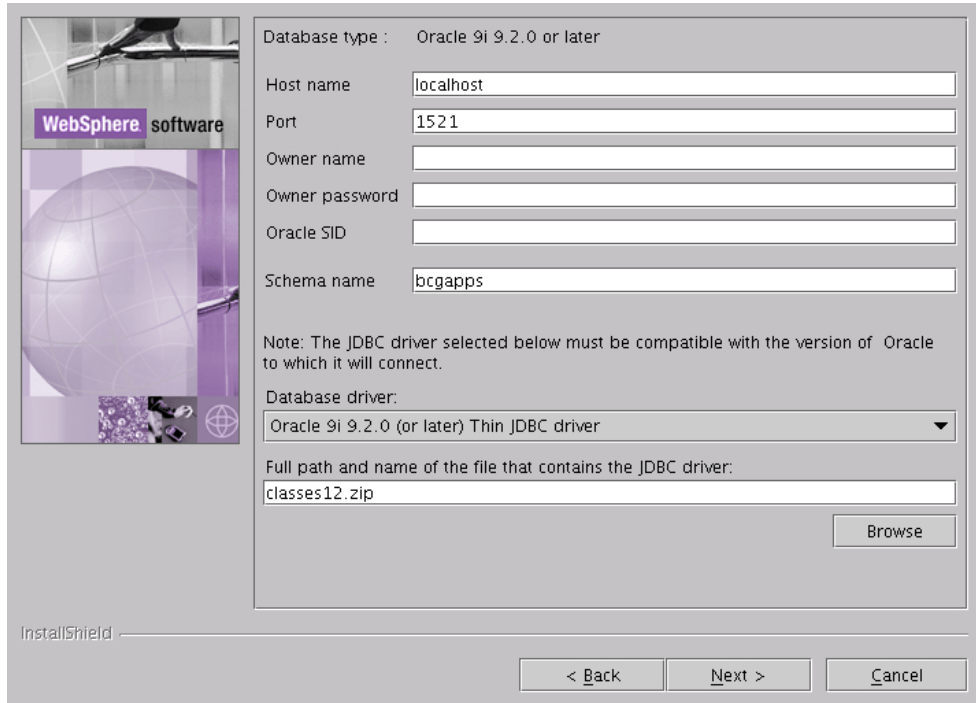 WebSphere software
Database type : Oracle 9i 9.2.0 or later
Host name localhost
Port 1521
Owner name
Owner password
Oracle SID
Schema name bcgapps
Note: The JDBC driver selected below must be compatible with the version of Oracle
to which it will connect.
Database driver:
Oracle 9i 9.2.0 (or later) Thin JDBC driver
Full path and name of the file that contains the JDBC driver:
classes12.zip
Browse
InstallShield
< Back Next > Cancel